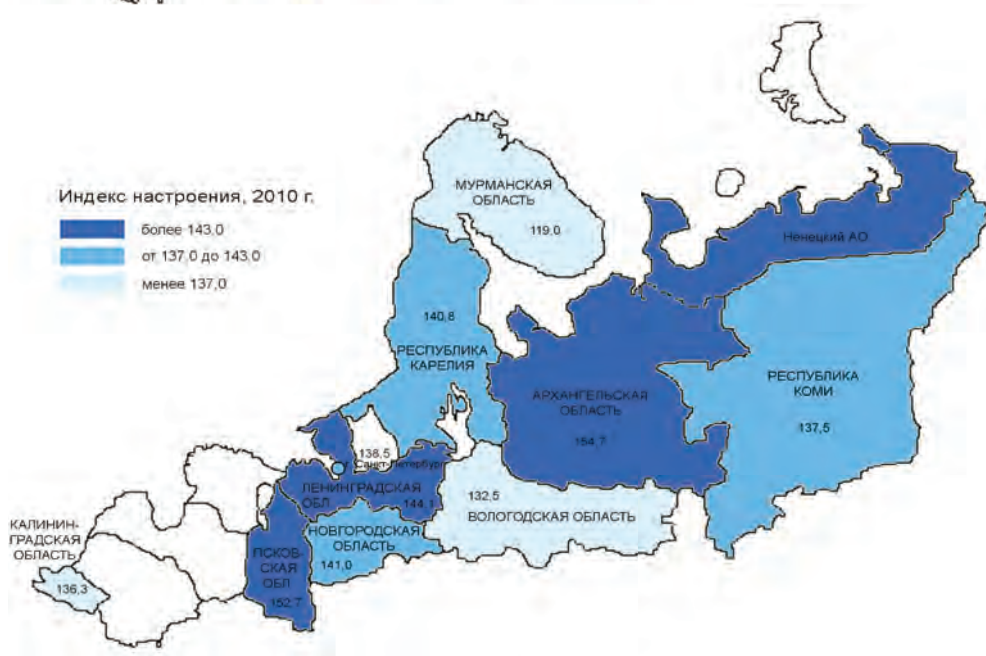 Индекс настроения, 2010 г.
более 143,0
от 137,0 до 143,0
менее 137,0
МУРМАНСКАЯ
ОБЛАСТЬ
119,0
Ненецкий АО
140,8
РЕСПУБЛИКА
КАРЕЛИЯ
АРХАНГЕЛЬСКАЯ
ОБЛАСТЬ
154,7
РЕСПУБЛИКА
КОМИ
137,5
138,5
Санкт-Петербург
ЛЕНИНГРАДСКАЯ
ОБЛ
144,1
132,5
ВОЛОГОДСКАЯ ОБЛАСТЬ
НОВГОРОДСКАЯ
ОБЛАСТЬ
141,0
ПСКОВ-
СКАЯ
ОБЛ
152,7
КАЛИНИН-
ГРАДСКАЯ
ОБЛАСТЬ
136,3